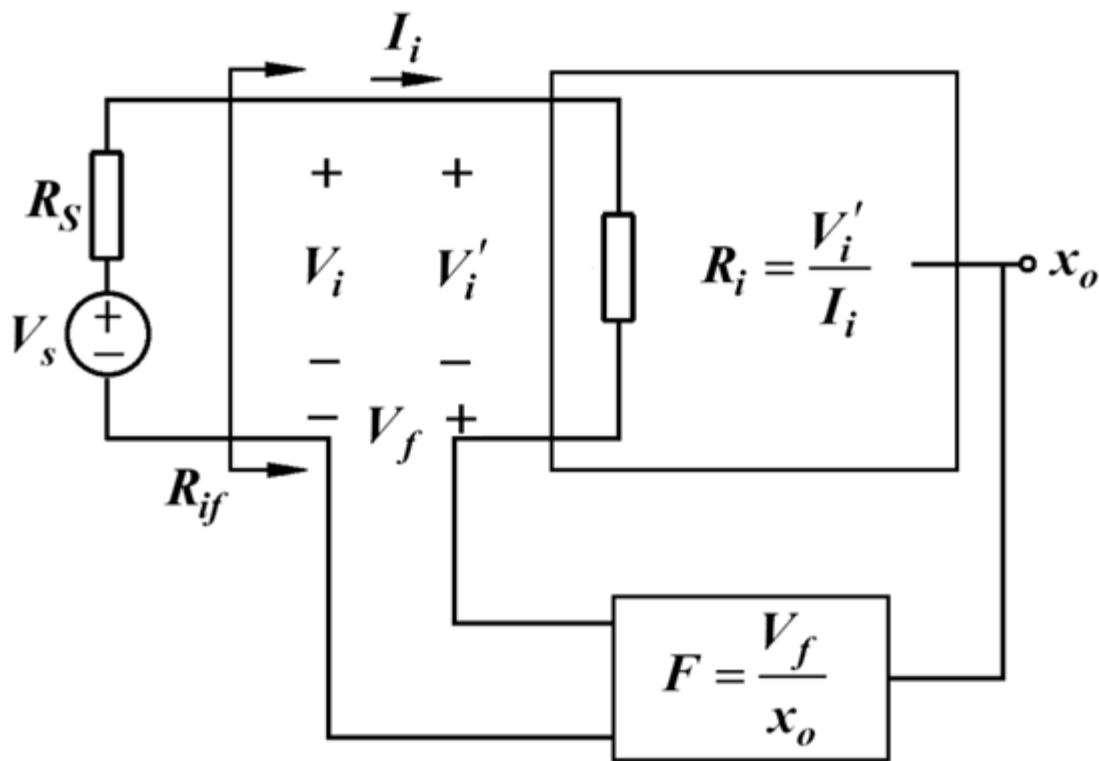 I_i
+ +
R_S
V_i V_i'
R_i = V_i' / I_i
x_o
+
V_s
−
− −
− V_f +
R_if
F = V_f / x_o